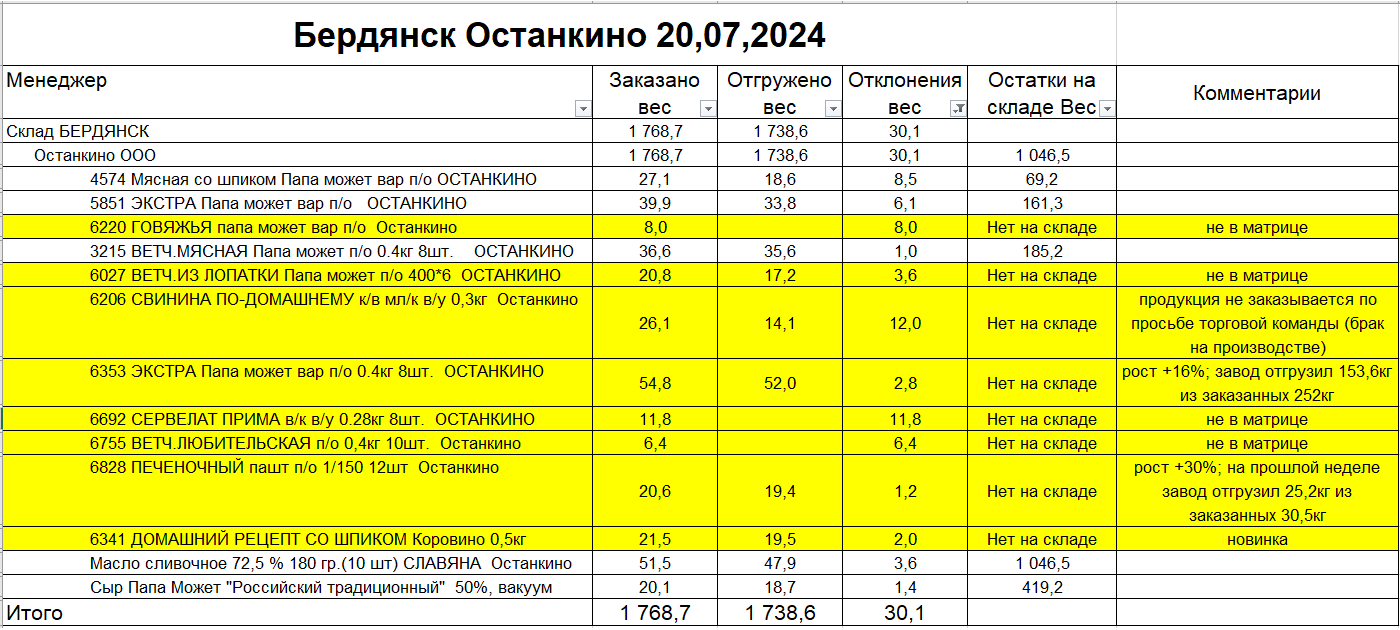 Бердянск Останкино 20,07,2024
Менеджер Заказано вес Отгружено вес Отклонения вес Остатки на складе Вес Комментарии
Склад БЕРДЯНСК 1 768,7 1 738,6 30,1
Останкино ООО 1 768,7 1 738,6 30,1 1 046,5
4574 Мясная со шпиком Папа может вар п/о ОСТАНКИНО 27,1 18,6 8,5 69,2
5851 ЭКСТРА Папа может вар п/о ОСТАНКИНО 39,9 33,8 6,1 161,3
6220 ГОВЯЖЬЯ папа может вар п/о Останкино 8,0 8,0 Нет на складе не в матрице
3215 ВЕТЧ.МЯСНАЯ Папа может п/о 0.4кг 8шт. ОСТАНКИНО 36,6 35,6 1,0 185,2
6027 ВЕТЧ.ИЗ ЛОПАТКИ Папа может п/о 400*6 ОСТАНКИНО 20,8 17,2 3,6 Нет на складе не в матрице
6206 СВИНИНА ПО-ДОМАШНЕМУ к/в мл/к в/у 0,3кг Останкино 26,1 14,1 12,0 Нет на складе продукция не заказывается по
просьбе торговой команды (брак
на производстве)
6353 ЭКСТРА Папа может вар п/о 0.4кг 8шт. ОСТАНКИНО 54,8 52,0 2,8 Нет на складе рост +16%; завод отгрузил 153,6кг
из заказанных 252кг
6692 СЕРВЕЛАТ ПРИМА в/к в/у 0.28кг 8шт. ОСТАНКИНО 11,8 11,8 Нет на складе не в матрице
6755 ВЕТЧ.ЛЮБИТЕЛЬСКАЯ п/о 0,4кг 10шт. Останкино 6,4 6,4 Нет на складе не в матрице
6828 ПЕЧЕНОЧНЫЙ пашт п/о 1/150 12шт Останкино 20,6 19,4 1,2 Нет на складе рост +30%; на прошлой неделе
завод отгрузил 25,2кг из
заказанных 30,5кг
6341 ДОМАШНИЙ РЕЦЕПТ СО ШПИКОМ Коровино 0,5кг 21,5 19,5 2,0 Нет на складе новинка
Масло сливочное 72,5 % 180 гр.(10 шт) СЛАВЯНА Останкино 51,5 47,9 3,6 1 046,5
Сыр Папа Может "Российский традиционный" 50%, вакуум 20,1 18,7 1,4 419,2
Итого 1 768,7 1 738,6 30,1